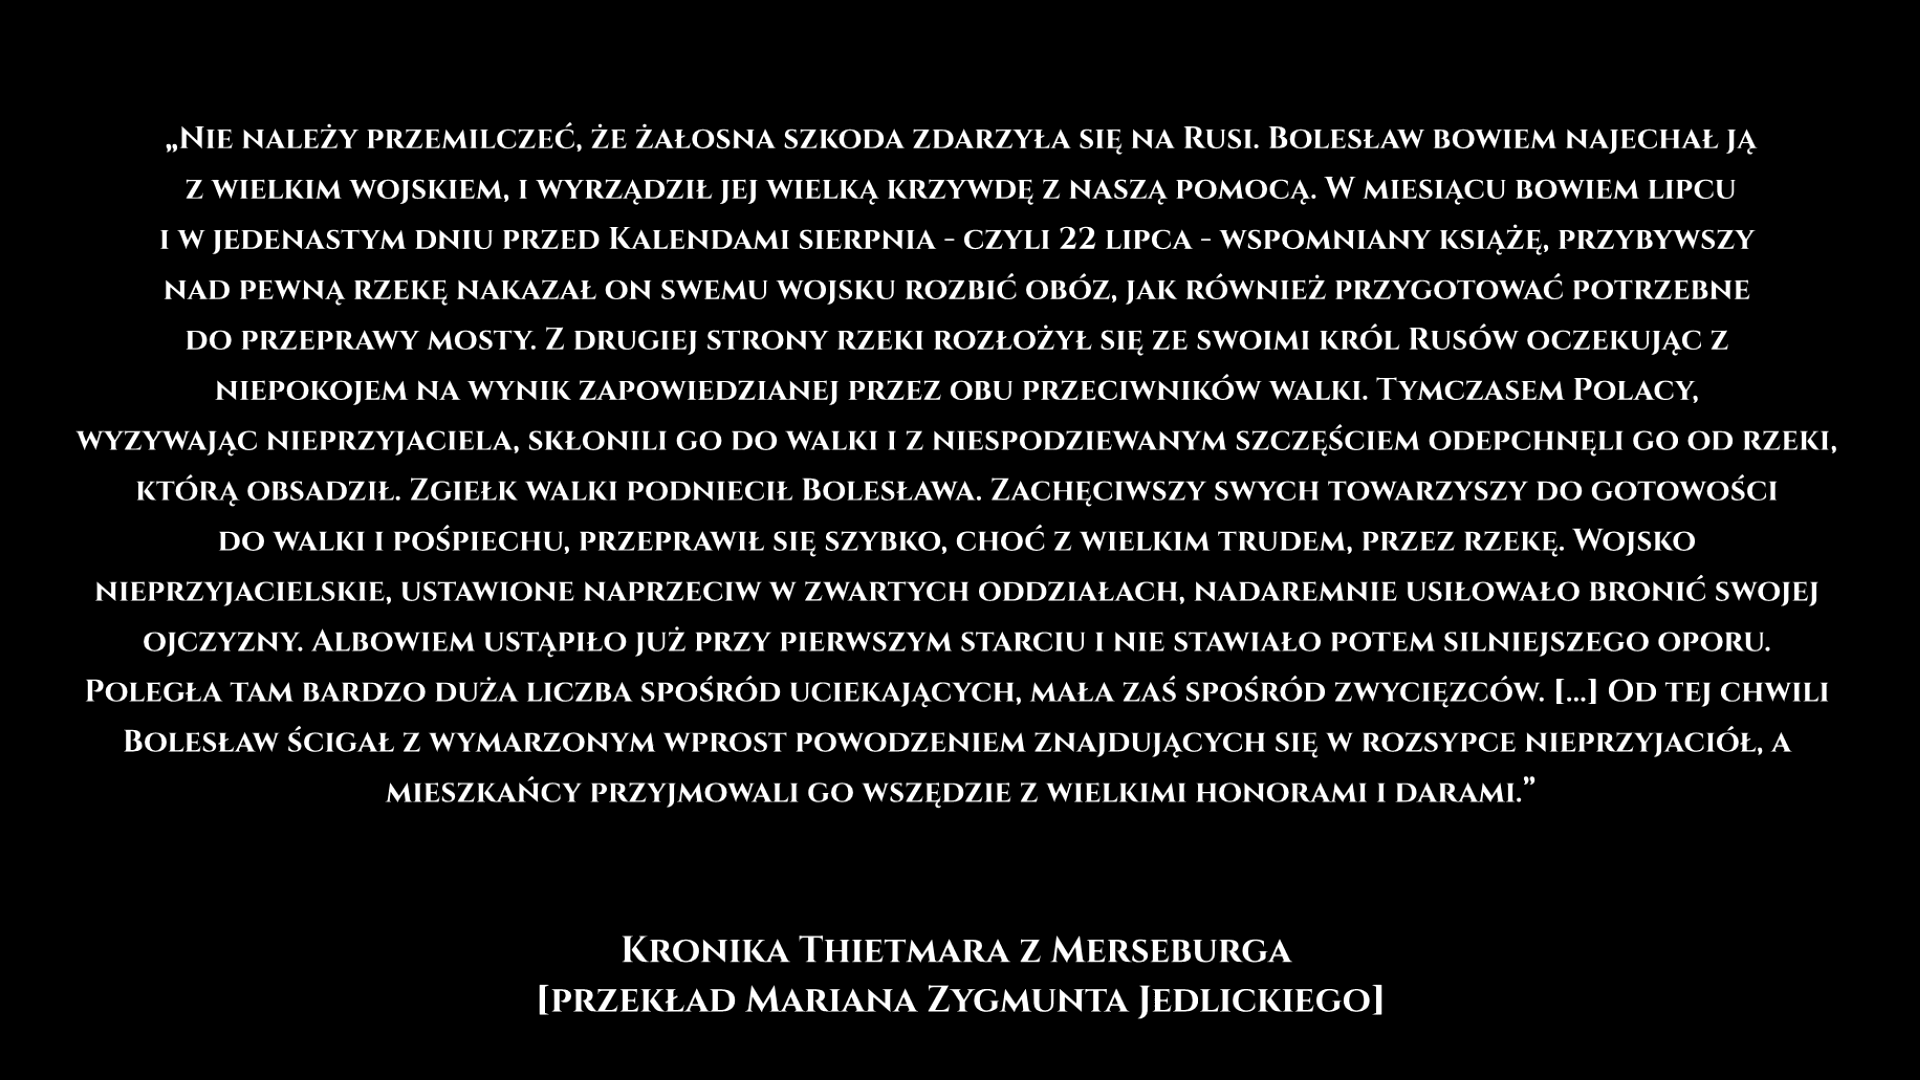 „Nie należy przemilczeć, że żałosna szkoda zdarzyła się na Rusi. Bolesław bowiem najechał ją
z wielkim wojskiem, i wyrządził jej wielką krzywdę z naszą pomocą. W miesiącu bowiem lipcu
i w jedenastym dniu przed Kalendami sierpnia - czyli 22 lipca - wspomniany książę, przybywszy
nad pewną rzekę nakazał on swemu wojsku rozbić obóz, jak również przygotować potrzebne
do przeprawy mosty. Z drugiej strony rzeki rozłożył się ze swoimi król Rusów oczekując z
niepokojem na wynik zapowiedzianej przez obu przeciwników walki. Tymczasem Polacy,
wyzywając nieprzyjaciela, skłonili go do walki i z niespodziewanym szczęściem odepchnęli go od rzeki,
którą obsadził. Zgiełk walki podniecił Bolesława. Zachęciwszy swych towarzyszy do gotowości
do walki i pośpiechu, przeprawił się szybko, choć z wielkim trudem, przez rzekę. Wojsko
nieprzyjacielskie, ustawione naprzeciw w zwartych oddziałach, nadaremnie usiłowało bronić swojej
ojczyzny. Albowiem ustąpiło już przy pierwszym starciu i nie stawiało potem silniejszego oporu.
Poległa tam bardzo duża liczba spośród uciekających, mała zaś spośród zwycięzców. [...] Od tej chwili
Bolesław ścigał z wymarzonym wprost powodzeniem znajdujących się w rozsypce nieprzyjaciół, a
mieszkańcy przyjmowali go wszędzie z wielkimi honorami i darami.”
Kronika Thietmara z Merseburga
[przekład Mariana Zygmunta Jedlickiego]